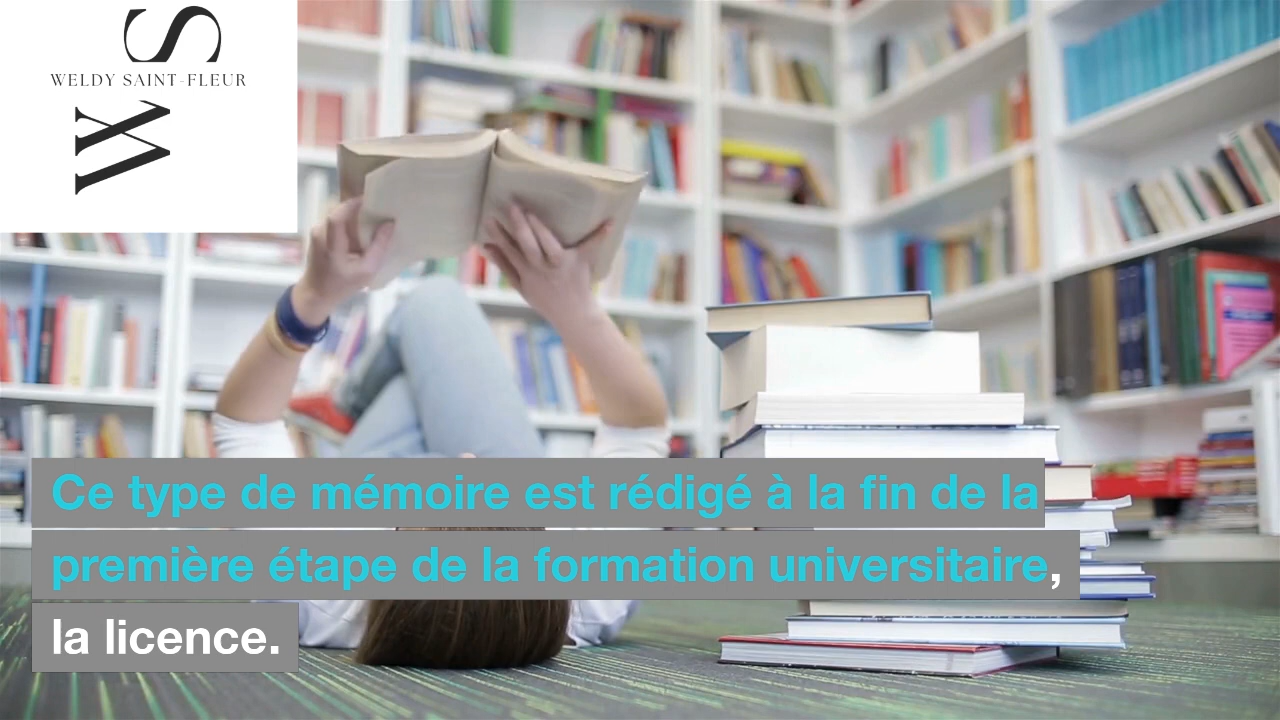 S
WELDY SAINT-FLEUR
W
Ce type de mémoire est rédigé à la fin de la
première étape de la formation universitaire,
la licence.